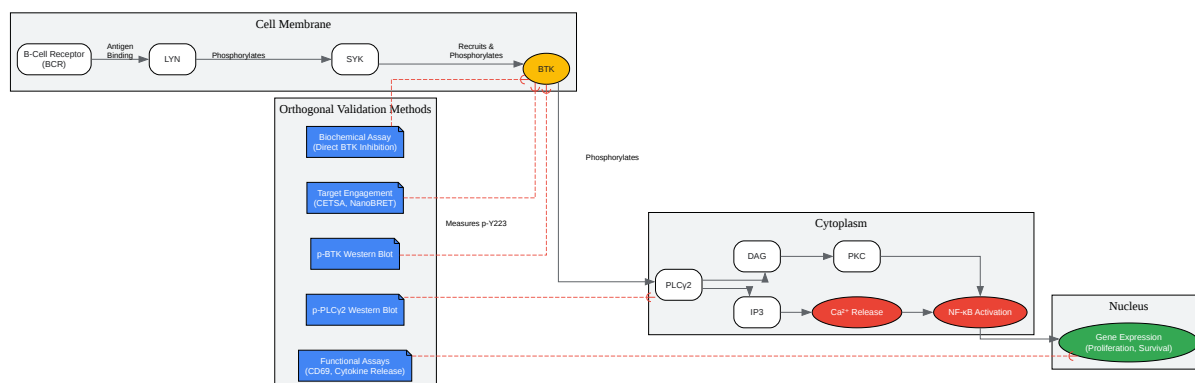 Cell Membrane
B-Cell Receptor
(BCR)
Antigen
Binding
LYN
Phosphorylates
SYK
Recruits &
Phosphorylates
BTK
Orthogonal Validation Methods
Biochemical Assay
(Direct BTK Inhibition)
Target Engagement
(CETSA, NanoBRET)
p-BTK Western Blot
p-PLCγ2 Western Blot
Functional Assays
(CD69, Cytokine Release)
Phosphorylates
Measures p-Y223
Cytoplasm
PLCγ2
DAG
PKC
IP3
Ca²⁺ Release
NF-κB Activation
Nucleus
Gene Expression
(Proliferation, Survival)